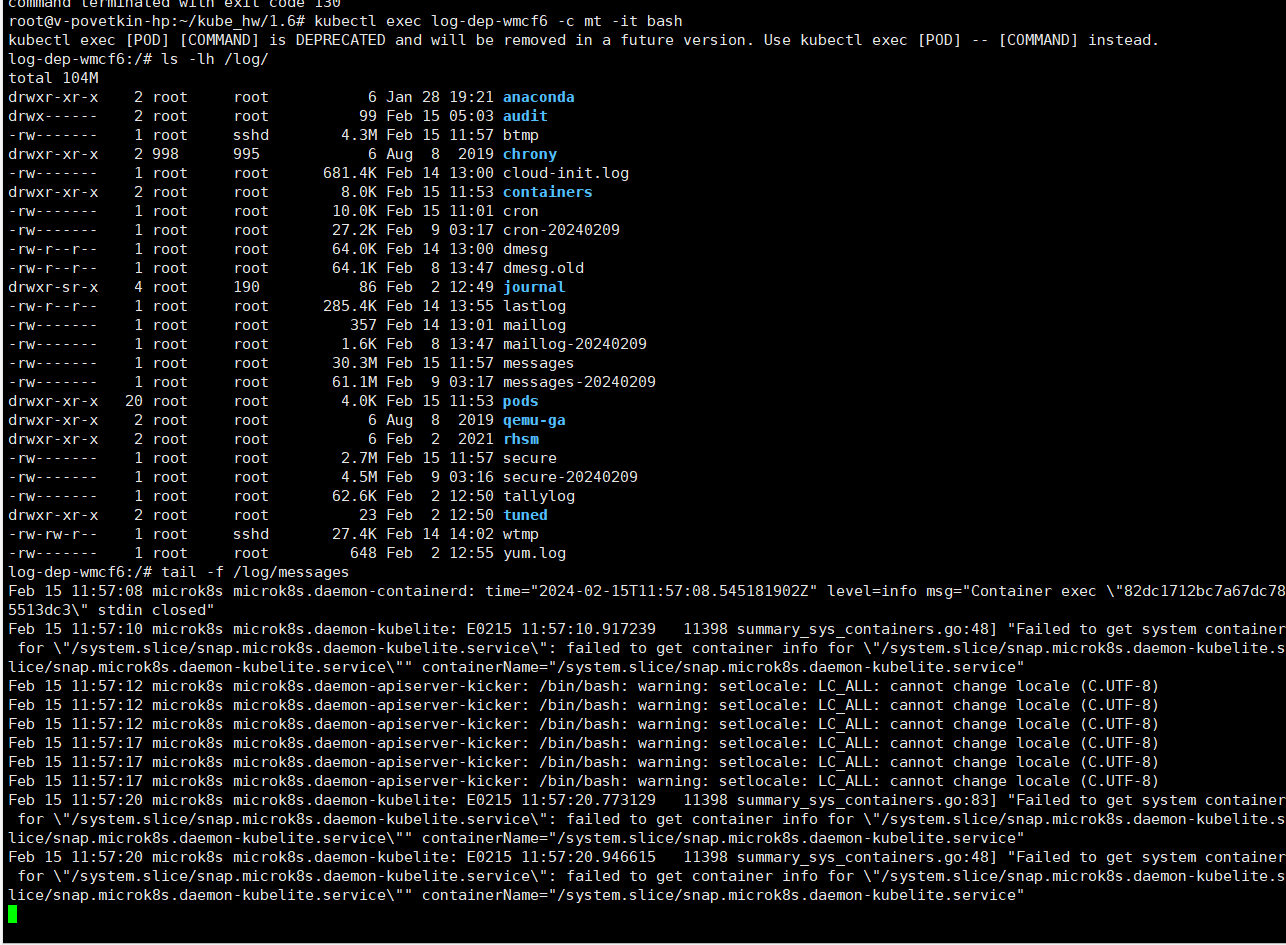 command terminated with exit code 130
root@v-povetkin-hp:~/kube_hw/1.6# kubectl exec log-dep-wmcf6 -c mt -it bash
kubectl exec [POD] [COMMAND] is DEPRECATED and will be removed in a future version. Use kubectl exec [POD] -- [COMMAND] instead.
log-dep-wmcf6:/# ls -lh /log/
total 104M
drwxr-xr-x    2 root     root           6 Jan 28 19:21 anaconda
drwx------    2 root     root          99 Feb 15 05:03 audit
-rw-------    1 root     sshd        4.3M Feb 15 11:57 btmp
drwxr-xr-x    2 998      995            6 Aug  8  2019 chrony
-rw-------    1 root     root      681.4K Feb 14 13:00 cloud-init.log
drwxr-xr-x    2 root     root        8.0K Feb 15 11:53 containers
-rw-------    1 root     root       10.0K Feb 15 11:01 cron
-rw-------    1 root     root       27.2K Feb  9 03:17 cron-20240209
-rw-r--r--    1 root     root       64.0K Feb 14 13:00 dmesg
-rw-r--r--    1 root     root       64.1K Feb  8 13:47 dmesg.old
drwxr-sr-x    4 root     190           86 Feb  2 12:49 journal
-rw-r--r--    1 root     root      285.4K Feb 14 13:55 lastlog
-rw-------    1 root     root         357 Feb 14 13:01 maillog
-rw-------    1 root     root        1.6K Feb  8 13:47 maillog-20240209
-rw-------    1 root     root       30.3M Feb 15 11:57 messages
-rw-------    1 root     root       61.1M Feb  9 03:17 messages-20240209
drwxr-xr-x   20 root     root        4.0K Feb 15 11:53 pods
drwxr-xr-x    2 root     root           6 Aug  8  2019 qemu-ga
drwxr-xr-x    2 root     root           6 Feb  2  2021 rhsm
-rw-------    1 root     root        2.7M Feb 15 11:57 secure
-rw-------    1 root     root        4.5M Feb  9 03:16 secure-20240209
-rw-------    1 root     root       62.6K Feb  2 12:50 tallylog
drwxr-xr-x    2 root     root          23 Feb  2 12:50 tuned
-rw-rw-r--    1 root     sshd       27.4K Feb 14 14:02 wtmp
-rw-------    1 root     root         648 Feb  2 12:55 yum.log
log-dep-wmcf6:/# tail -f /log/messages
Feb 15 11:57:08 microk8s microk8s.daemon-containerd: time="2024-02-15T11:57:08.545181902Z" level=info msg="Container exec \"82dc1712bc7a67dc78
5513dc3\" stdin closed"
Feb 15 11:57:10 microk8s microk8s.daemon-kubelite: E0215 11:57:10.917239   11398 summary_sys_containers.go:48] "Failed to get system container
 for \"/system.slice/snap.microk8s.daemon-kubelite.service\": failed to get container info for \"/system.slice/snap.microk8s.daemon-kubelite.s
lice/snap.microk8s.daemon-kubelite.service\"" containerName="/system.slice/snap.microk8s.daemon-kubelite.service"
Feb 15 11:57:12 microk8s microk8s.daemon-apiserver-kicker: /bin/bash: warning: setlocale: LC_ALL: cannot change locale (C.UTF-8)
Feb 15 11:57:12 microk8s microk8s.daemon-apiserver-kicker: /bin/bash: warning: setlocale: LC_ALL: cannot change locale (C.UTF-8)
Feb 15 11:57:12 microk8s microk8s.daemon-apiserver-kicker: /bin/bash: warning: setlocale: LC_ALL: cannot change locale (C.UTF-8)
Feb 15 11:57:17 microk8s microk8s.daemon-apiserver-kicker: /bin/bash: warning: setlocale: LC_ALL: cannot change locale (C.UTF-8)
Feb 15 11:57:17 microk8s microk8s.daemon-apiserver-kicker: /bin/bash: warning: setlocale: LC_ALL: cannot change locale (C.UTF-8)
Feb 15 11:57:17 microk8s microk8s.daemon-apiserver-kicker: /bin/bash: warning: setlocale: LC_ALL: cannot change locale (C.UTF-8)
Feb 15 11:57:20 microk8s microk8s.daemon-kubelite: E0215 11:57:20.773129   11398 summary_sys_containers.go:83] "Failed to get system container
 for \"/system.slice/snap.microk8s.daemon-kubelite.service\": failed to get container info for \"/system.slice/snap.microk8s.daemon-kubelite.s
lice/snap.microk8s.daemon-kubelite.service\"" containerName="/system.slice/snap.microk8s.daemon-kubelite.service"
Feb 15 11:57:20 microk8s microk8s.daemon-kubelite: E0215 11:57:20.946615   11398 summary_sys_containers.go:48] "Failed to get system container
 for \"/system.slice/snap.microk8s.daemon-kubelite.service\": failed to get container info for \"/system.slice/snap.microk8s.daemon-kubelite.s
lice/snap.microk8s.daemon-kubelite.service\"" containerName="/system.slice/snap.microk8s.daemon-kubelite.service"